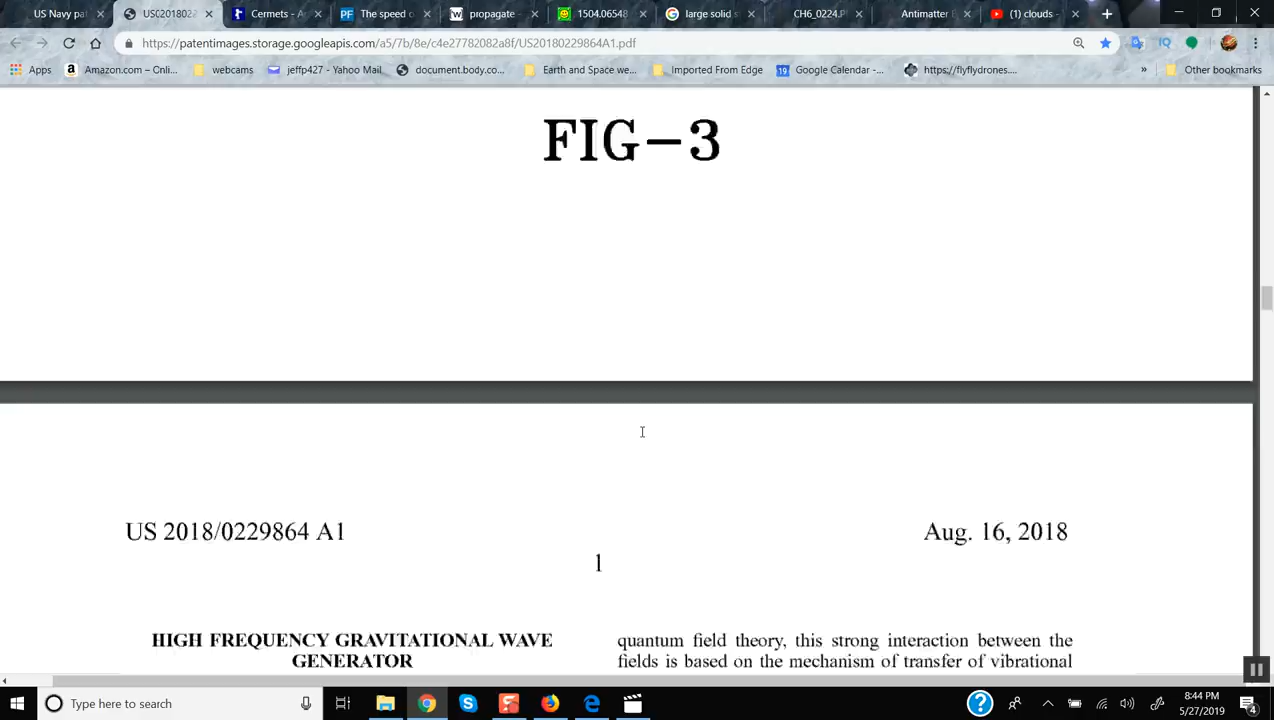 US Navy pa
US0201802
Cermets - A
The speed o
propagate -
1504.06548
large solid s
CH6_0224.P
Antimatter E
(1) clouds -
https://patentimages.storage.googleapis.com/a5/7b/8e/c4e27782082a8f/US20180229864A1.pdf
Apps
Amazon.com – Onli...
webcams
jeffp427 - Yahoo Mail
document.body.co...
Earth and Space we...
Imported From Edge
Google Calendar -...
https://flyflydrones....
»
Other bookmarks
FIG-3
US 2018/0229864 A1
Aug. 16, 2018
1
HIGH FREQUENCY GRAVITATIONAL WAVE
GENERATOR
quantum field theory, this strong interaction between the
fields is based on the mechanism of transfer of vibrational
Type here to search
8:44 PM
5/27/2019
4